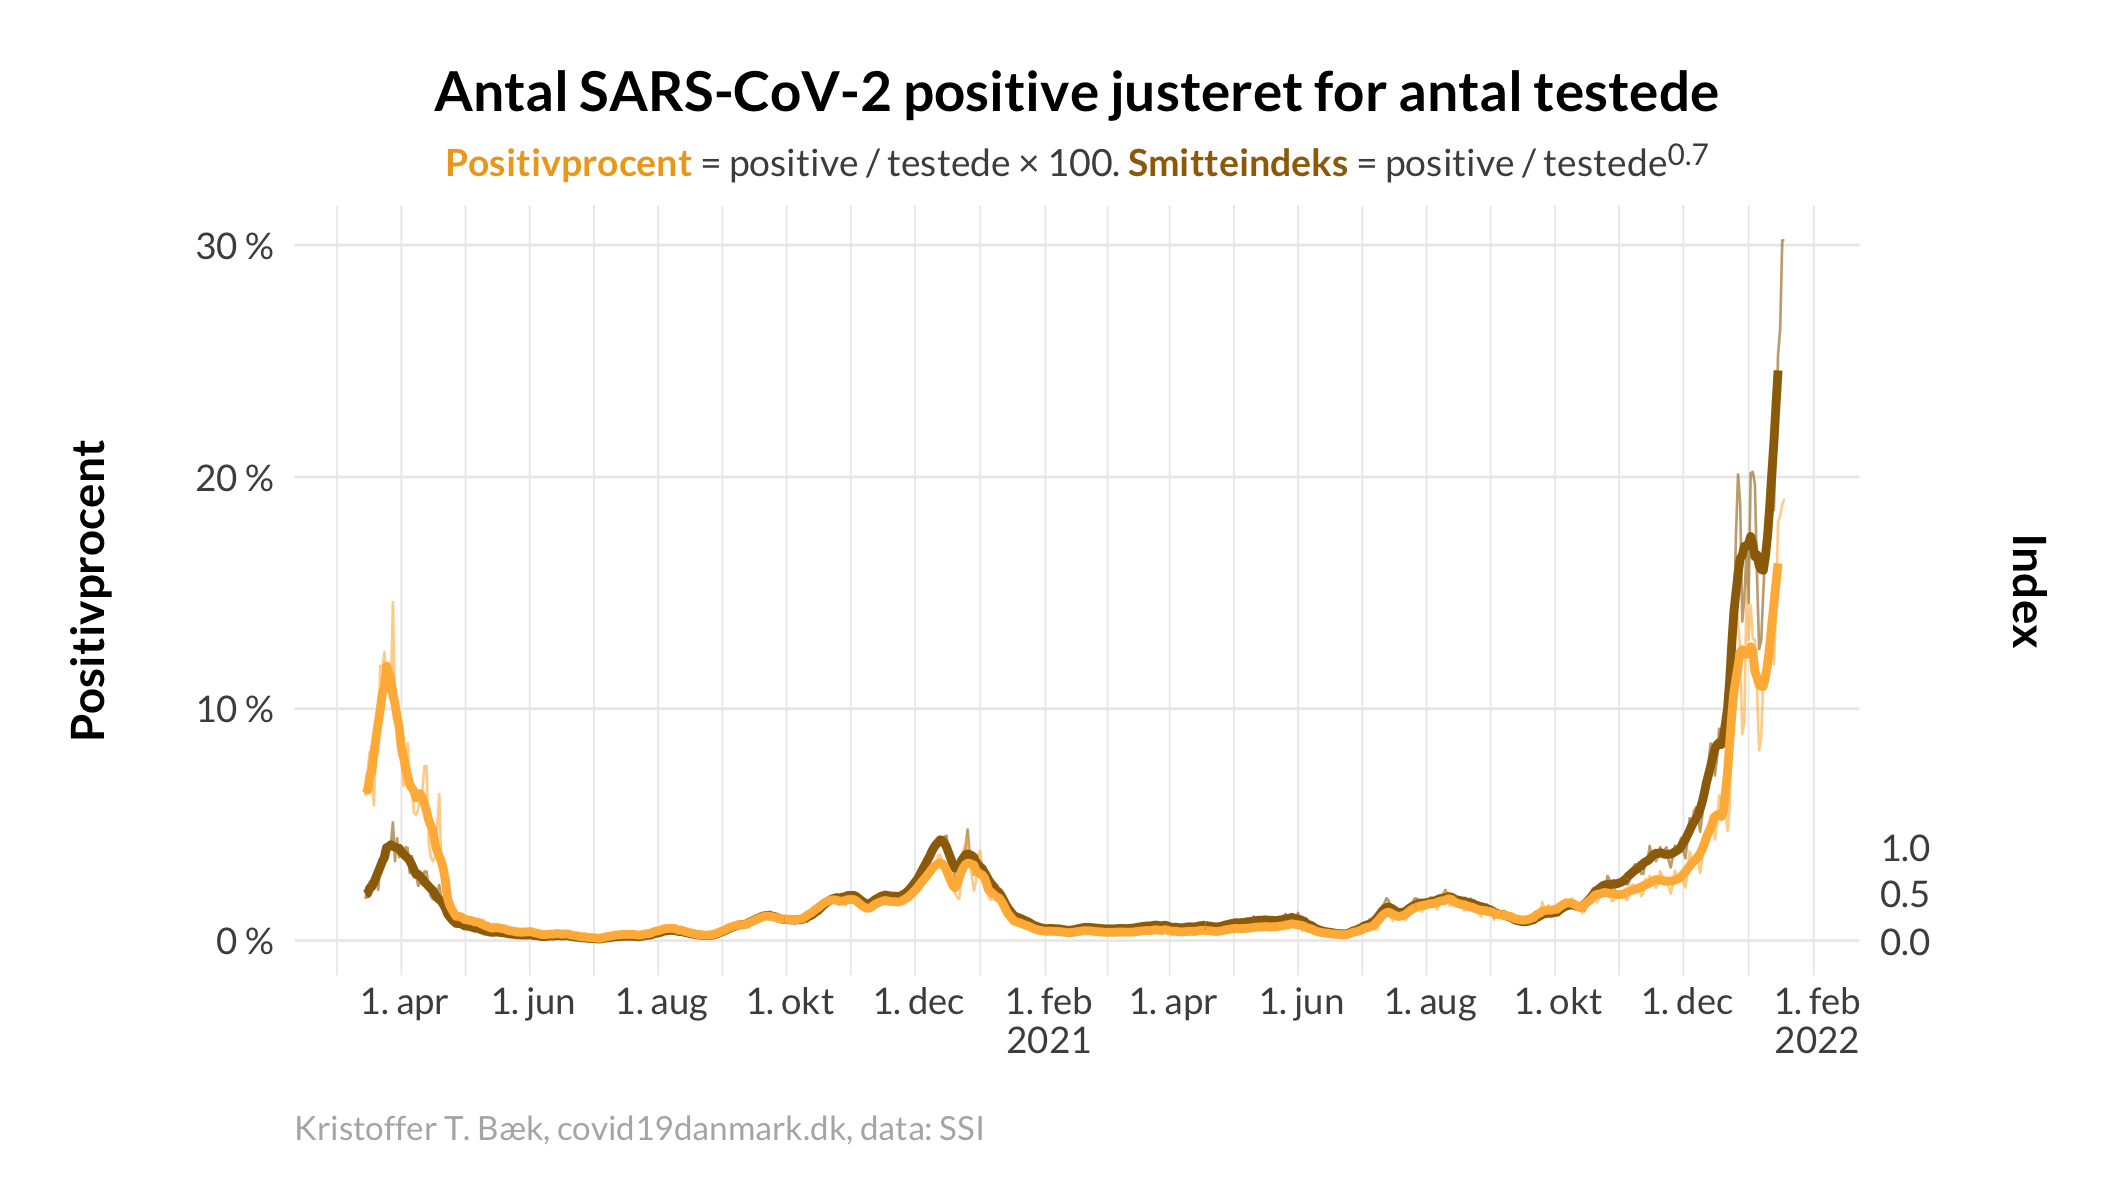 Antal SARS-CoV-2 positive justeret for antal testede
Positivprocent = positive / testede × 100. Smitteindeks = positive / testede^0.7
Positivprocent
30 %
20 %
10 %
0 %
Index
1.0
0.5
0.0
1. apr
1. jun
1. aug
1. okt
1. dec
1. feb
2021
1. apr
1. jun
1. aug
1. okt
1. dec
1. feb
2022
Kristoffer T. Bæk, covid19danmark.dk, data: SSI